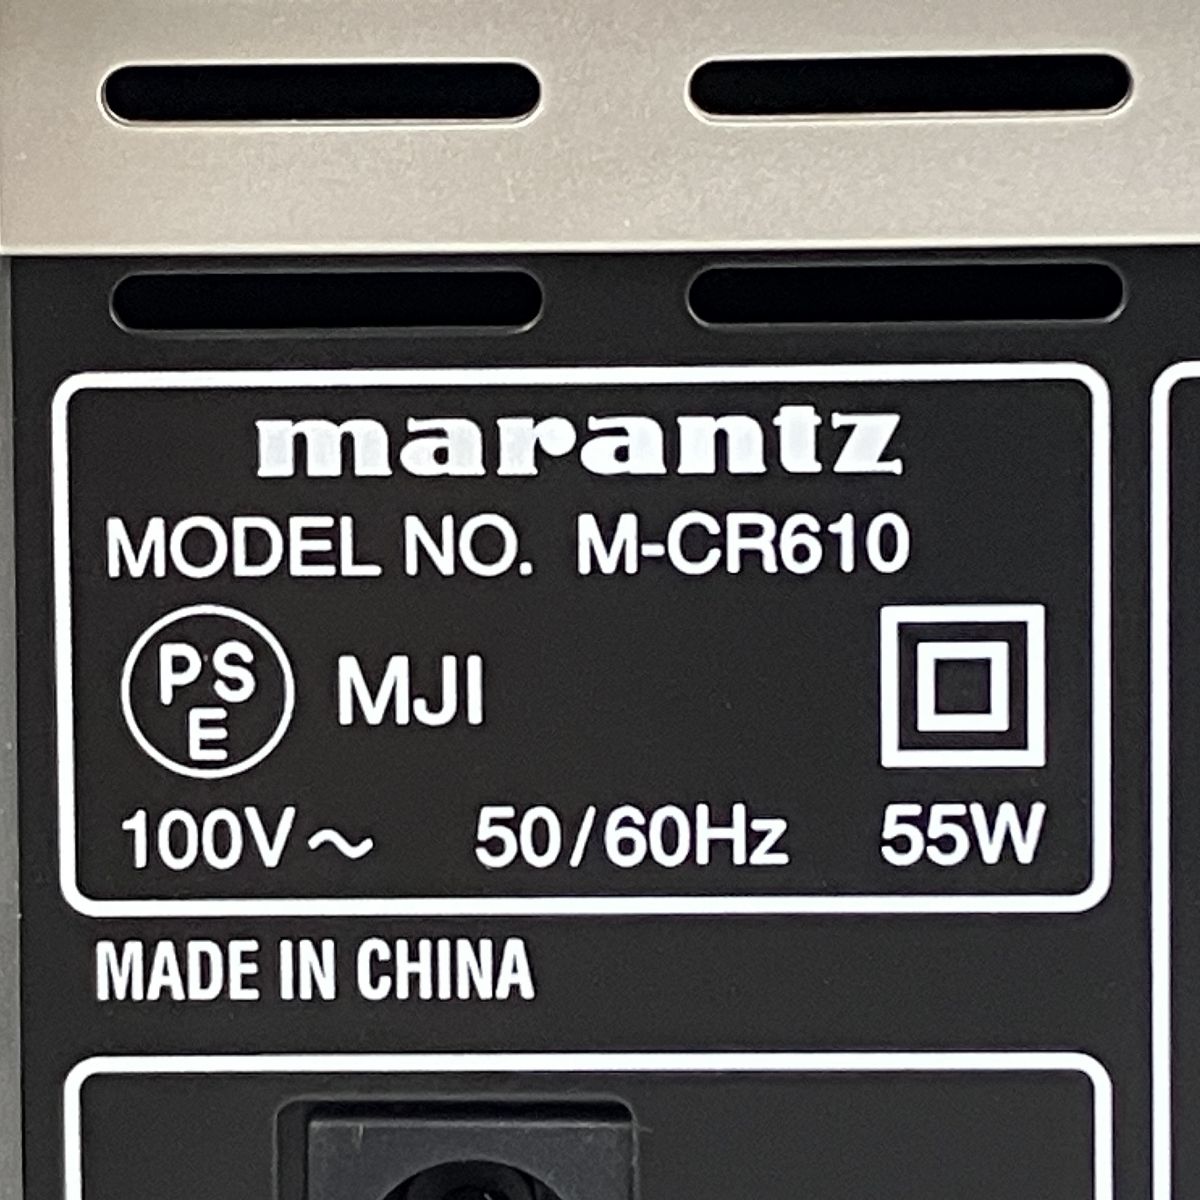 marantz
MODEL NO. M-CR610
PS
E
MJI
100V～ 50/60Hz 55W
MADE IN CHINA